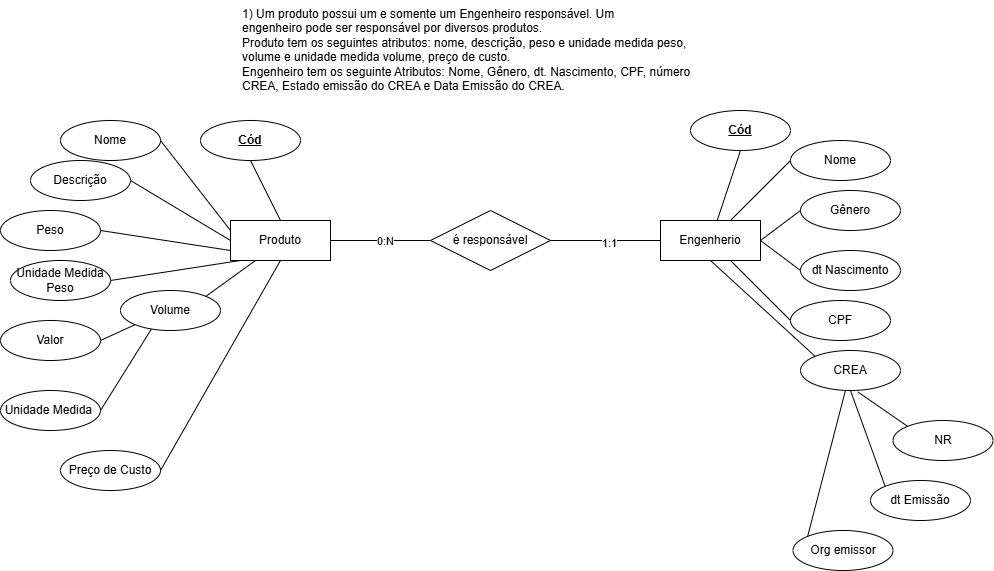 1) Um produto possui um e somente um Engenheiro responsável. Um
engenheiro pode ser responsável por diversos produtos.
Produto tem os seguintes atributos: nome, descrição, peso e unidade medida peso,
volume e unidade medida volume, preço de custo.
Engenheiro tem os seguinte Atributos: Nome, Gênero, dt. Nascimento, CPF, número
CREA, Estado emissão do CREA e Data Emissão do CREA.
Nome
Cód
Descrição
Peso
Unidade Medida
Peso
Volume
Valor
Unidade Medida
Preço de Custo
Produto
0:N
é responsável
1:1
Engenherio
Cód
Nome
Gênero
dt Nascimento
CPF
CREA
NR
dt Emissão
Org emissor